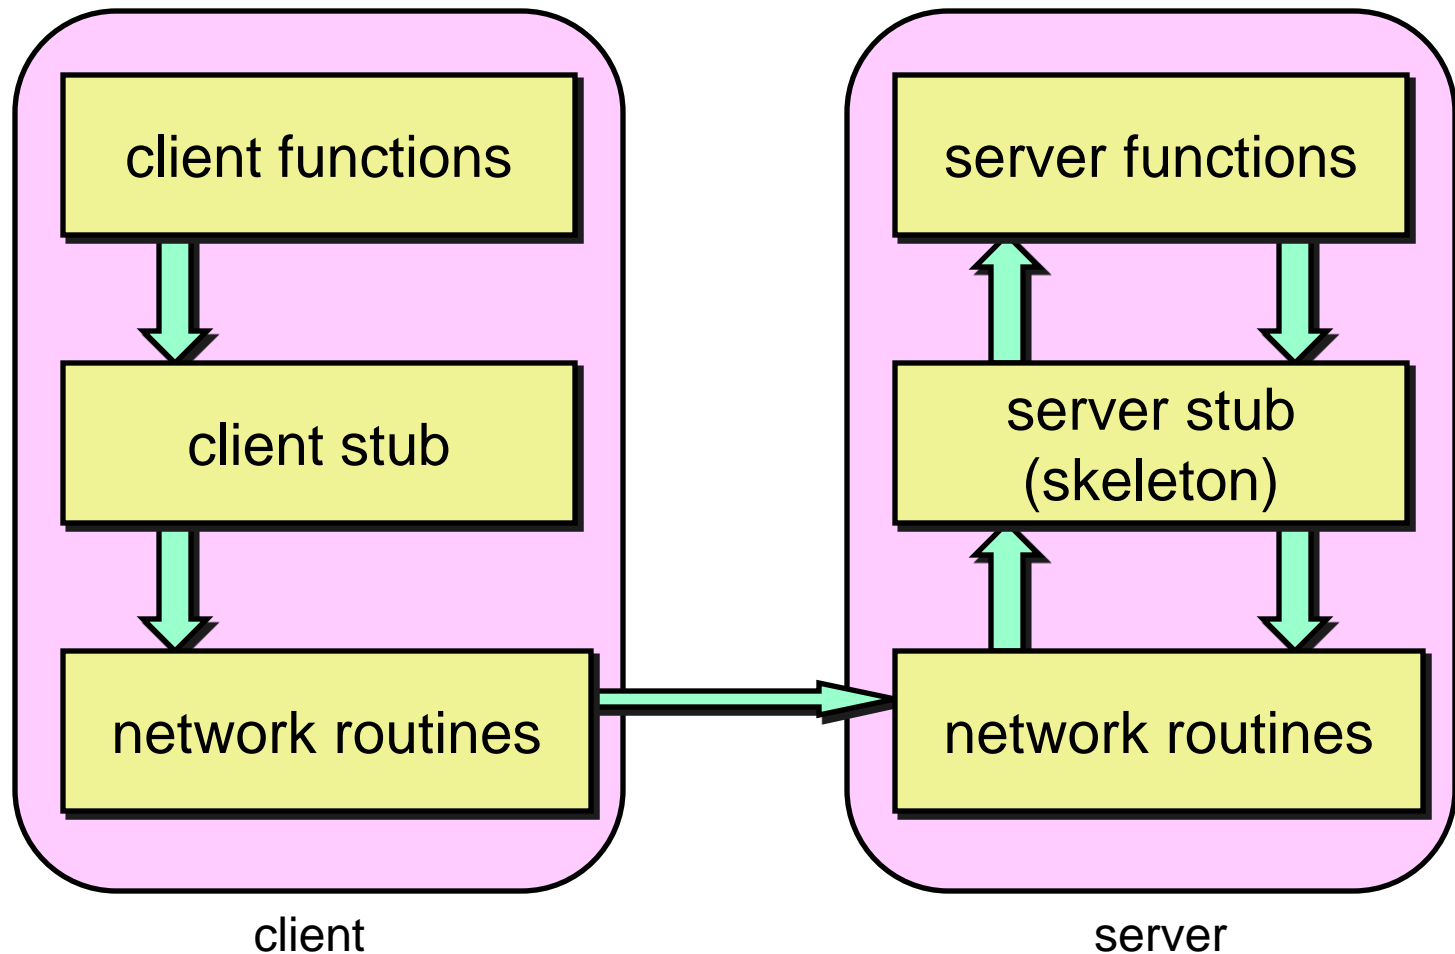 client functions
client stub
network routines
client
server functions
server stub
(skeleton)
network routines
server